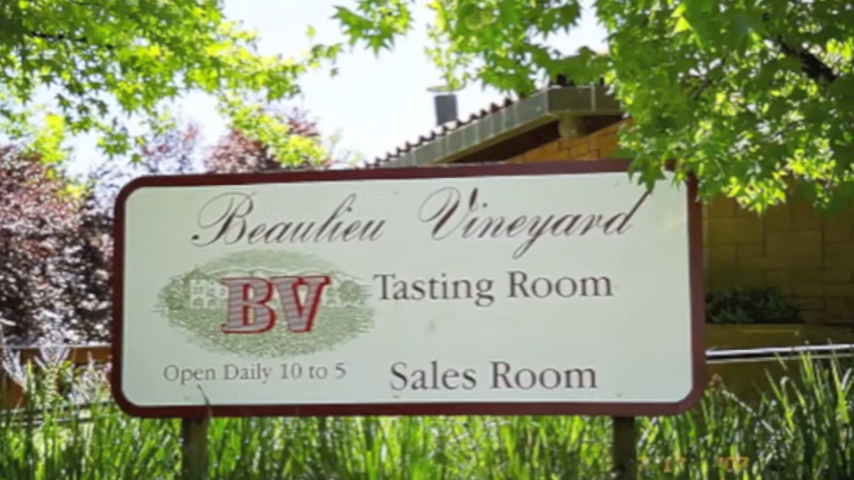 Beaulieu Vineyard
BV
Tasting Room
Open Daily 10 to 5
Sales Room